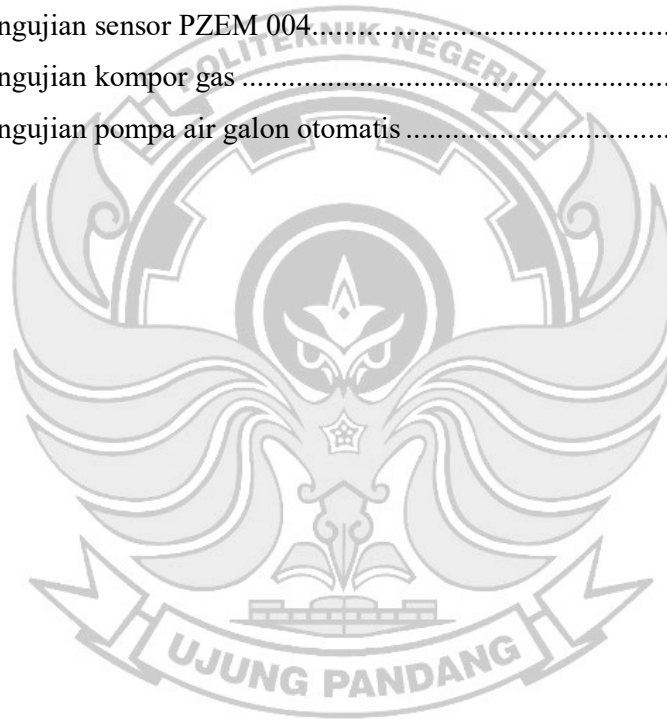 ngujian sensor PZEM 004....................................................
ngujian kompor gas ....................................................
ngujian pompa air galon otomatis ....................................................
POLITEKNIK NEGERI
UJUNG PANDANG